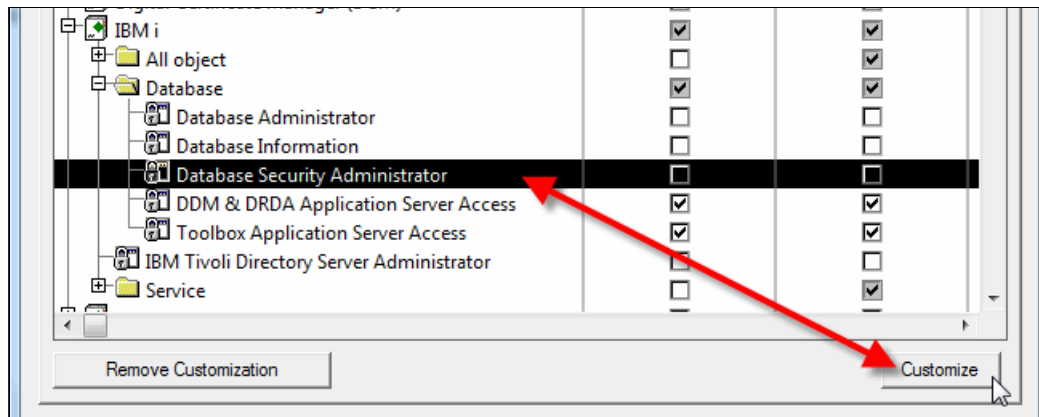 IBM i
All object
Database
Database Administrator
Database Information
Database Security Administrator
DDM & DRDA Application Server Access
Toolbox Application Server Access
IBM Tivoli Directory Server Administrator
Service
Remove Customization
Customize